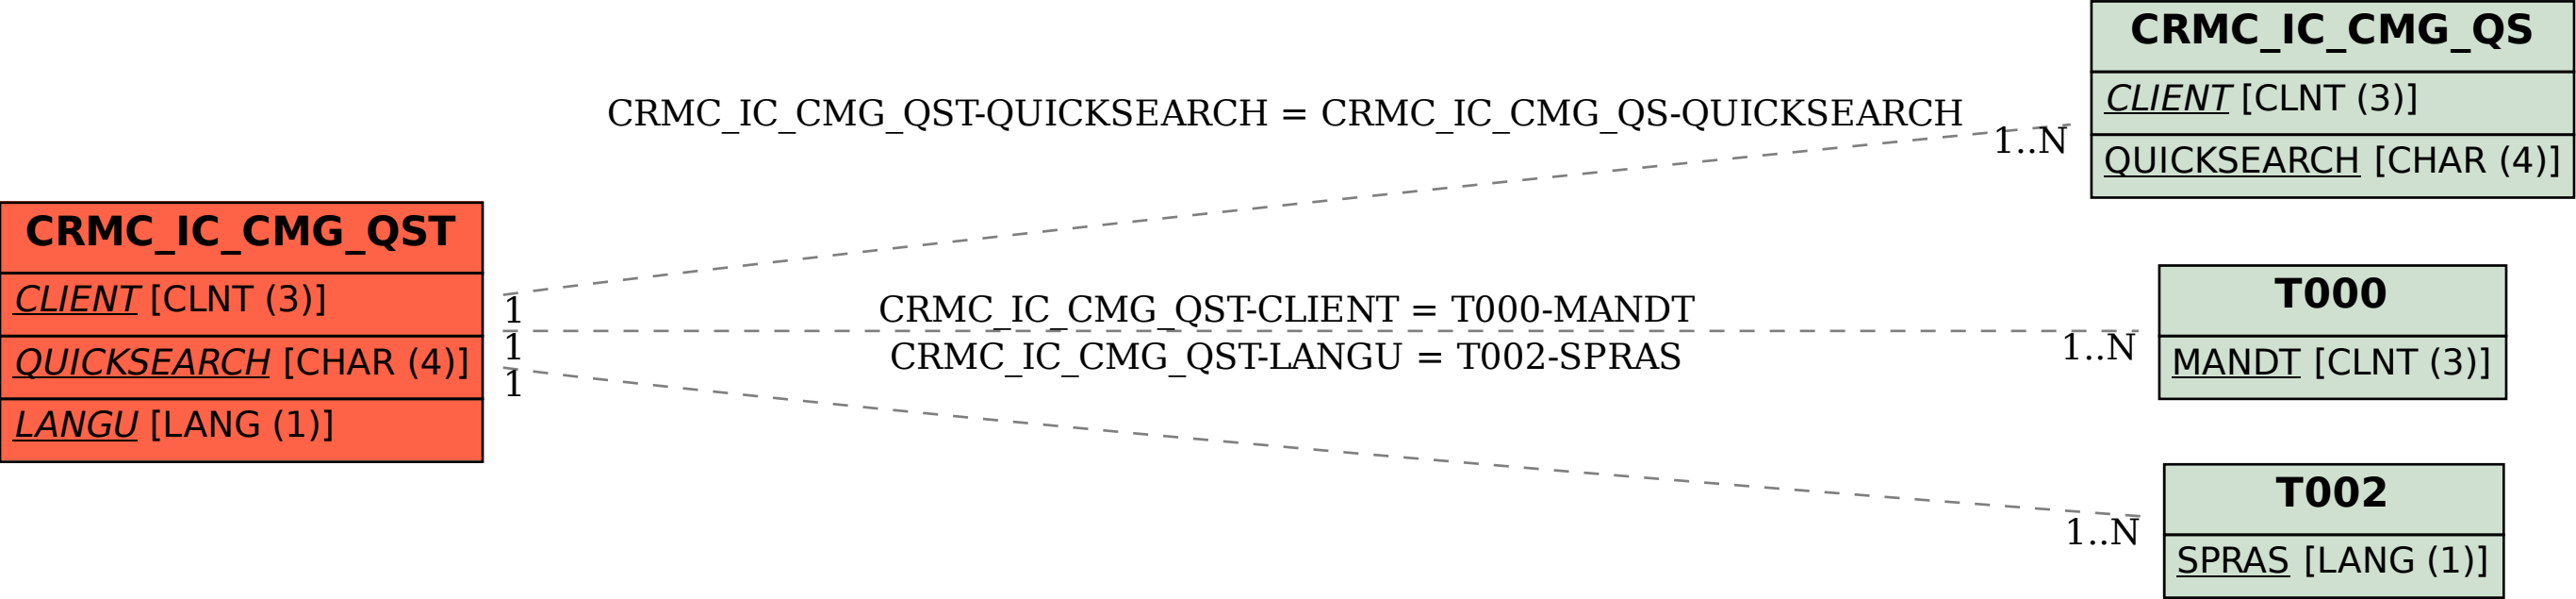 CRMC_IC_CMG_QS
CLIENT [CLNT (3)]
QUICKSEARCH [CHAR (4)]
CRMC_IC_CMG_QST-QUICKSEARCH = CRMC_IC_CMG_QS-QUICKSEARCH
1..N
CRMC_IC_CMG_QST
CLIENT [CLNT (3)]
QUICKSEARCH [CHAR (4)]
LANGU [LANG (1)]
1
1
1
CRMC_IC_CMG_QST-CLIENT = T000-MANDT
CRMC_IC_CMG_QST-LANGU = T002-SPRAS
1..N
T000
MANDT [CLNT (3)]
1..N
T002
SPRAS [LANG (1)]